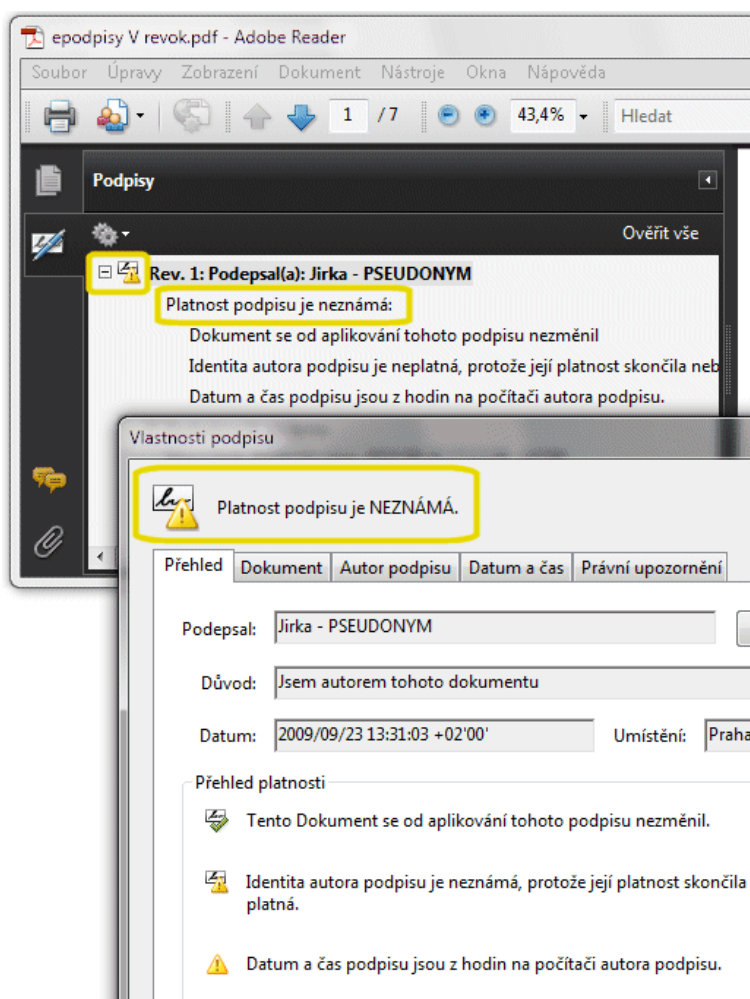 epodpisy V revok.pdf - Adobe Reader
Soubor Úpravy Zobrazení Dokument Nástroje Okna Nápověda
1 / 7 43,4% Hledat
Podpisy
Ověřit vše
Rev. 1: Podepsal(a): Jirka - PSEUDONYM
Platnost podpisu je neznámá:
Dokument se od aplikování tohoto podpisu nezměnil
Identita autora podpisu je neplatná, protože její platnost skončila neb
Datum a čas podpisu jsou z hodin na počítači autora podpisu.
Vlastnosti podpisu
Platnost podpisu je NEZNÁMÁ.
Přehled Dokument Autor podpisu Datum a čas Právní upozornění
Podepsal: Jirka - PSEUDONYM
Důvod: Jsem autorem tohoto dokumentu
Datum: 2009/09/23 13:31:03 +02'00' Umístění: Praha
Přehled platnosti
Tento Dokument se od aplikování tohoto podpisu nezměnil.
Identita autora podpisu je neznámá, protože její platnost skončila
platná.
Datum a čas podpisu jsou z hodin na počítači autora podpisu.